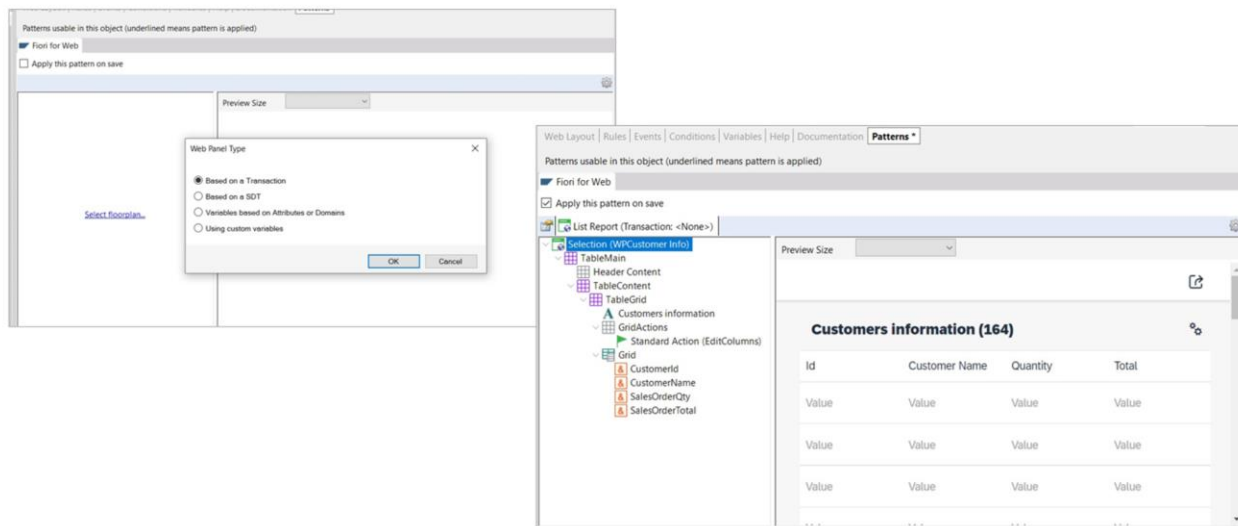 Patterns usable in this object (underlined means pattern is applied)
Fiori for Web
Apply this pattern on save
Preview Size
Web Panel Type
Based on a Transaction
Based on a SDT
Variables based on Attributes or Domains
Using custom variables
OK Cancel
Select floorplan...
Web Layout | Rules | Events | Conditions | Variables | Help | Documentation | Patterns *
Patterns usable in this object (underlined means pattern is applied)
Fiori for Web
Apply this pattern on save
List Report (Transaction: <None>)
Selection (WPCustomer Info)
TableMain
Header Content
TableContent
TableGrid
Customers information
GridActions
Standard Action (EditColumns)
Grid
CustomerId
CustomerName
SalesOrderQty
SalesOrderTotal
Preview Size
Customers information (164)
Id Customer Name Quantity Total
Value Value Value Value
Value Value Value Value
Value Value Value Value